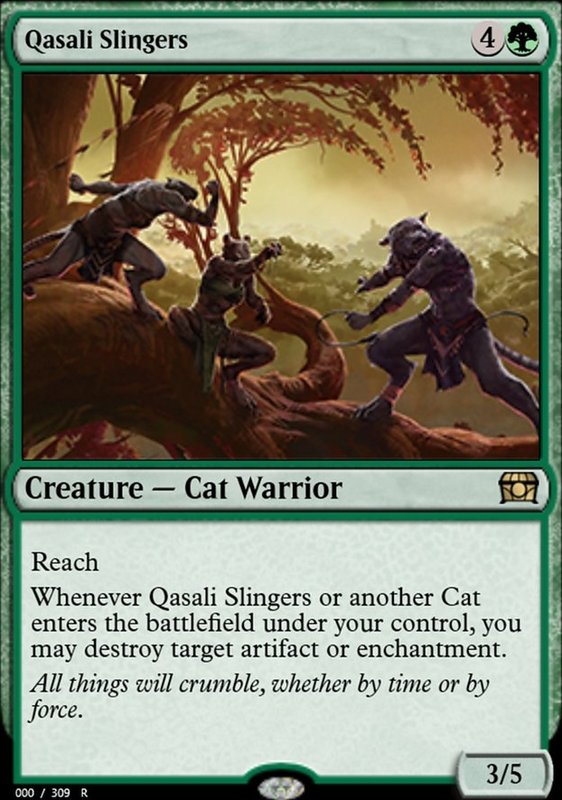 Qasali Slingers 4
Creature — Cat Warrior
Reach
Whenever Qasali Slingers or another Cat
enters the battlefield under your control, you
may destroy target artifact or enchantment.
All things will crumble, whether by time or by
force.
3/5
000 / 309 R